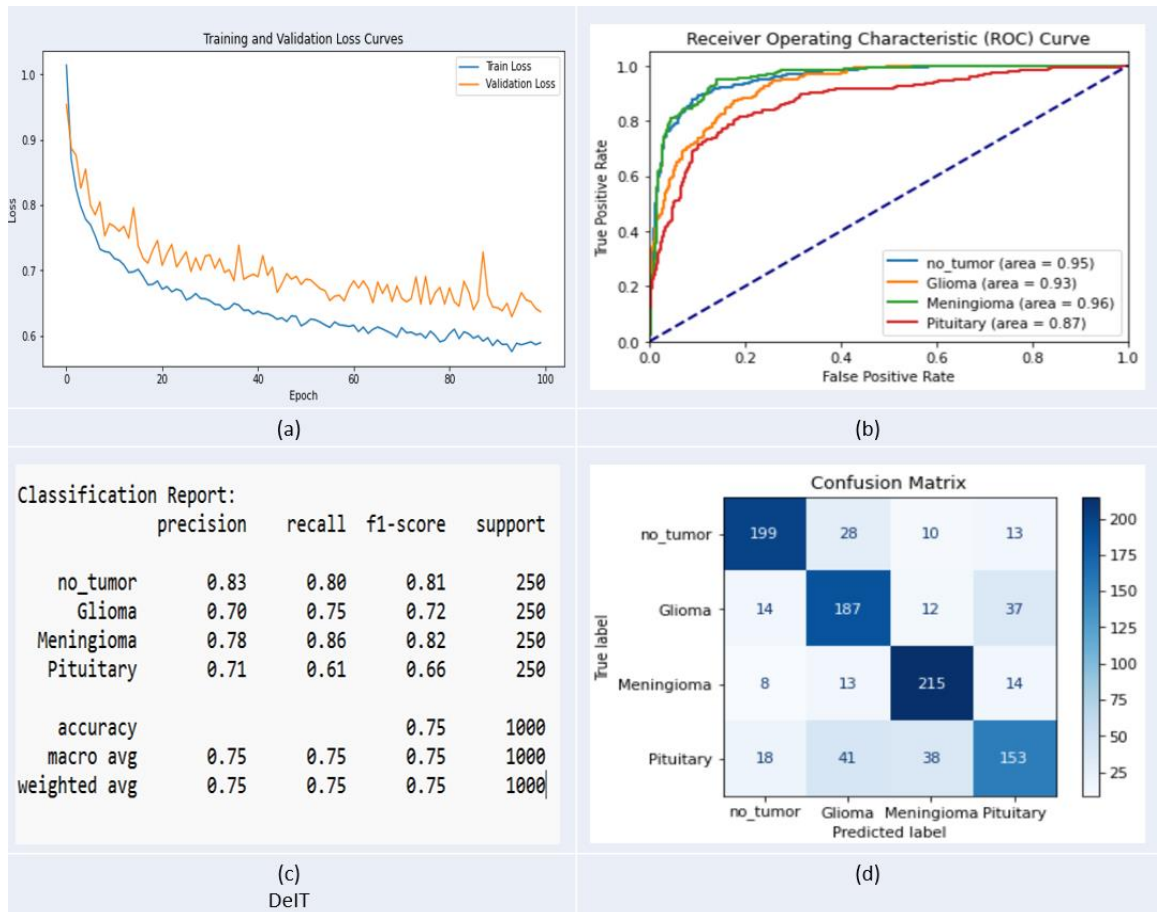 Training and Validation Loss Curves
Train Loss
Validation Loss
1.0
0.9
0.8
0.7
0.6
Loss
0 20 40 60 80 100
Epoch
(a)
Receiver Operating Characteristic (ROC) Curve
1.0
0.8
0.6
0.4
0.2
0.0
True Positive Rate
no_tumor (area = 0.95)
Glioma (area = 0.93)
Meningioma (area = 0.96)
Pituitary (area = 0.87)
0.0 0.2 0.4 0.6 0.8 1.0
False Positive Rate
(b)
Classification Report:
precision recall f1-score support
no_tumor 0.83 0.80 0.81 250
Glioma 0.70 0.75 0.72 250
Meningioma 0.78 0.86 0.82 250
Pituitary 0.71 0.61 0.66 250
accuracy 0.75 1000
macro avg 0.75 0.75 0.75 1000
weighted avg 0.75 0.75 0.75 1000
(c)
DeIT
Confusion Matrix
True label
no_tumor 199 28 10 13
Glioma 14 187 12 37
Meningioma 8 13 215 14
Pituitary 18 41 38 153
no_tumor Glioma Meningioma Pituitary
Predicted label
200
175
150
125
100
75
50
25
(d)